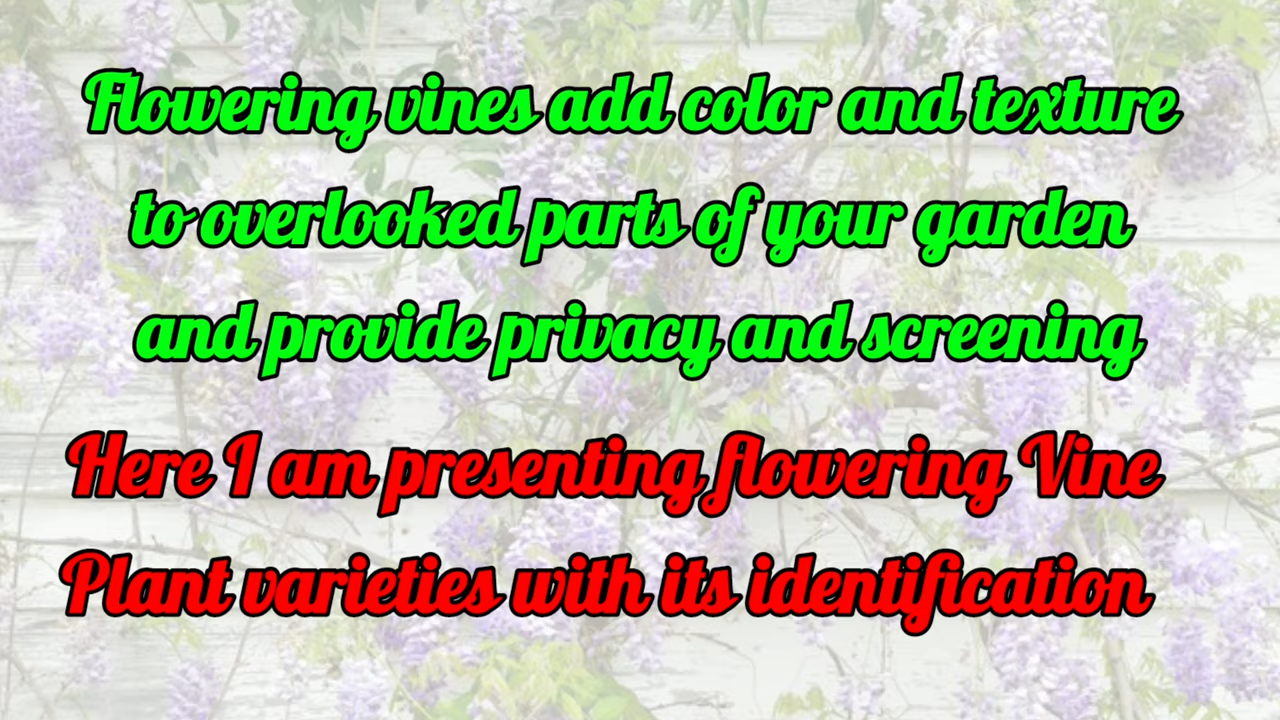 Flowering vines add color and texture
to overlooked parts of your garden
and provide privacy and screening
Here I am presenting flowering Vine
Plant varieties with its identification